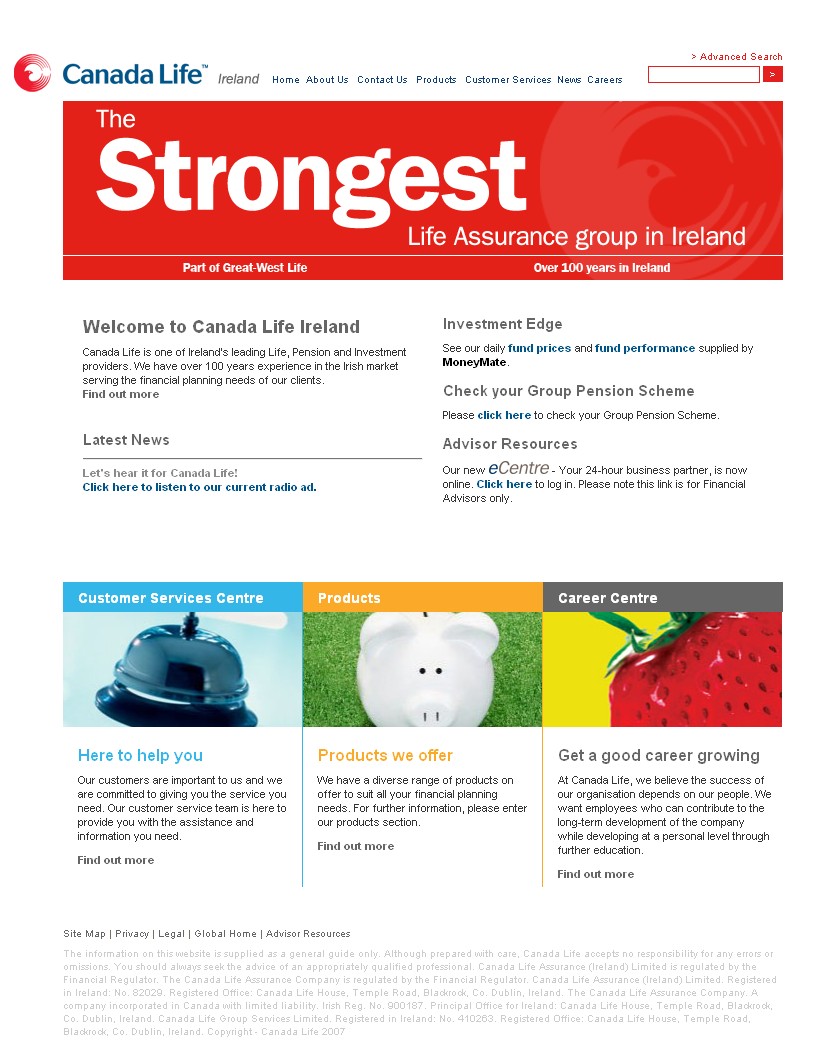 > Advanced Search
Canada Life™ Ireland Home About Us Contact Us Products Customer Services News Careers
>
The
Strongest
Life Assurance group in Ireland
Part of Great-West Life Over 100 years in Ireland
Welcome to Canada Life Ireland
Canada Life is one of Ireland's leading Life, Pension and Investment
providers. We have over 100 years experience in the Irish market
serving the financial planning needs of our clients.
Find out more
Latest News
Let's hear it for Canada Life!
Click here to listen to our current radio ad.
Investment Edge
See our daily fund prices and fund performance supplied by
MoneyMate.
Check your Group Pension Scheme
Please click here to check your Group Pension Scheme.
Advisor Resources
Our new eCentre - Your 24-hour business partner, is now
online. Click here to log in. Please note this link is for Financial
Advisors only.
Customer Services Centre
Here to help you
Our customers are important to us and we
are committed to giving you the service you
need. Our customer service team is here to
provide you with the assistance and
information you need.
Find out more
Products
Products we offer
We have a diverse range of products on
offer to suit all your financial planning
needs. For further information, please enter
our products section.
Find out more
Career Centre
Get a good career growing
At Canada Life, we believe the success of
our organisation depends on our people. We
want employees who can contribute to the
long-term development of the company
while developing at a personal level through
further education.
Find out more
Site Map | Privacy | Legal | Global Home | Advisor Resources
The information on this website is supplied as a general guide only. Although prepared with care, Canada Life accepts no responsibility for any errors or
omissions. You should always seek the advice of an appropriately qualified professional. Canada Life Assurance (Ireland) Limited is regulated by the
Financial Regulator. The Canada Life Assurance Company is regulated by the Financial Regulator. Canada Life Assurance (Ireland) Limited. Registered
in Ireland: No. 82029. Registered Office: Canada Life House, Temple Road, Blackrock, Co. Dublin, Ireland. The Canada Life Assurance Company. A
company incorporated in Canada with limited liability. Irish Reg. No. 900187. Principal Office for Ireland: Canada Life House, Temple Road, Blackrock,
Co. Dublin, Ireland. Canada Life Group Services Limited. Registered in Ireland: No. 410263. Registered Office: Canada Life House, Temple Road,
Blackrock, Co. Dublin, Ireland. Copyright - Canada Life 2007